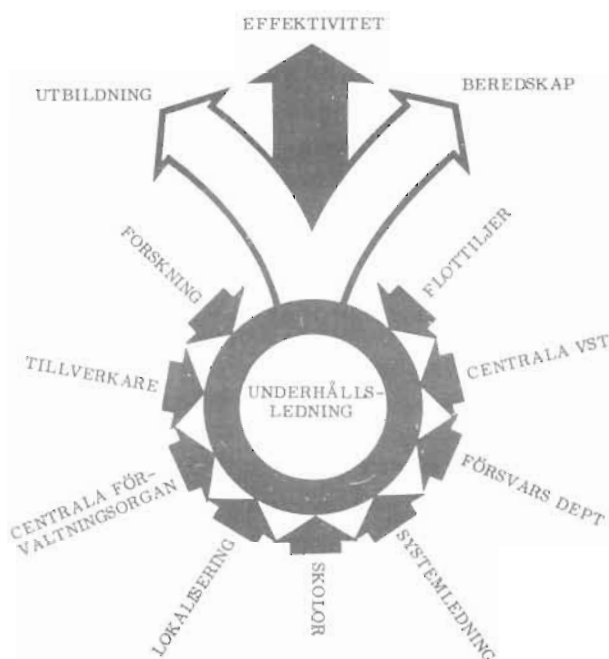 EFFEKTIVITET
UTBILDNING
BEREDSKAP
FORSKNING
FLOTTILJER
TILLVERKARE
CENTRALA VST
UNDERHÅLLS-
LEDNING
CENTRALA FÖR-
VALTNINGSORGAN
FÖRSVARS DEPT
LOKALISERING
SKOLOR
SYSTEMLEDNING